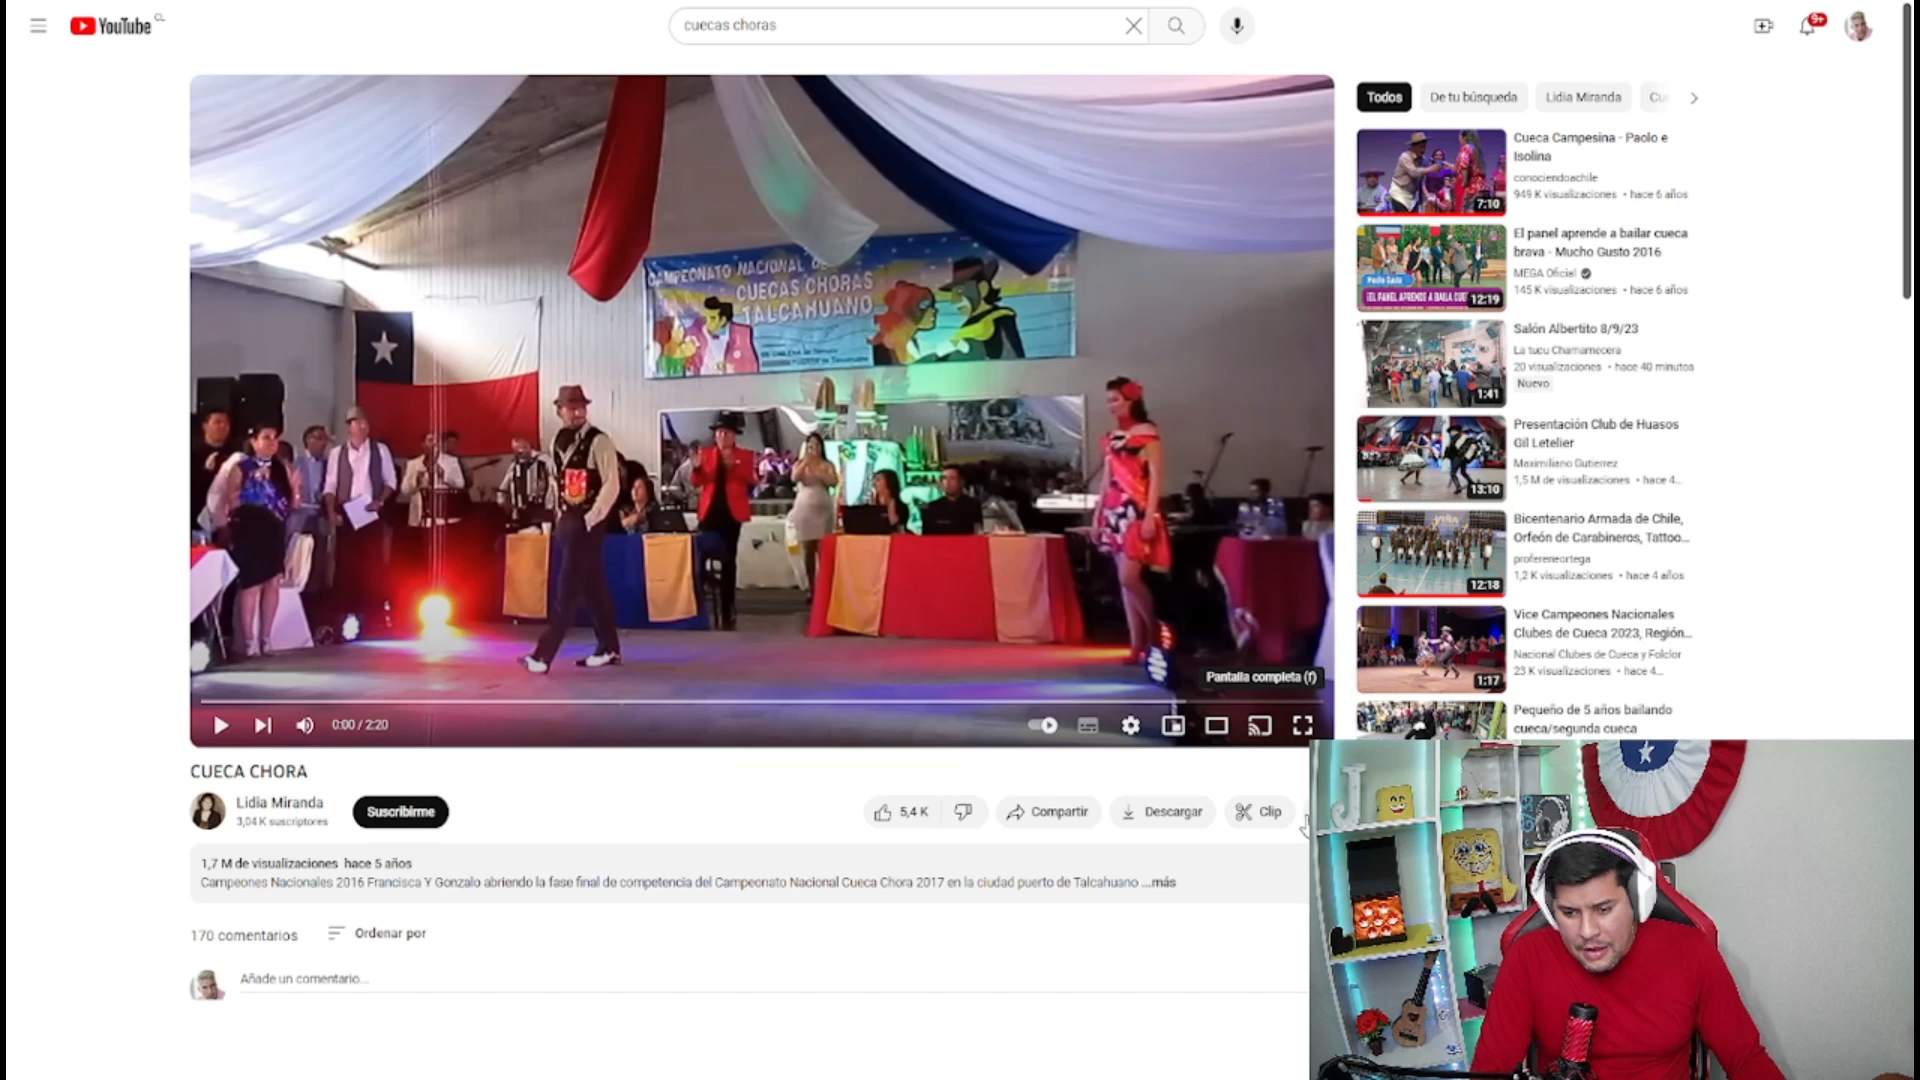 YouTube CL
cuecas choras
9+
CAMPEONATO NACIONAL DE
CUECAS CHORAS
TALCAHUANO
Pantalla completa (f)
0:00 / 2:20
CUECA CHORA
Lidia Miranda
3,04 K suscriptores
Suscribirme
5,4 K
Compartir
Descargar
Clip
1,7 M de visualizaciones hace 5 años
Campeones Nacionales 2016 Francisca Y Gonzalo abriendo la fase final de competencia del Campeonato Nacional Cueca Chora 2017 en la ciudad puerto de Talcahuano ...más
170 comentarios
Ordenar por
Añade un comentario...
Todos
De tu búsqueda
Lidia Miranda
Cueca Campesina - Paolo e
Isolina
conociendoachile
949 K visualizaciones • hace 6 años
7:10
El panel aprende a bailar cueca
brava - Mucho Gusto 2016
MEGA Oficial
145 K visualizaciones • hace 6 años
¡EL PANEL APRENDE A BAILA
12:19
Salón Albertito 8/9/23
La tucu Chamamecera
20 visualizaciones • hace 40 minutos
Nuevo
1:41
Presentación Club de Huasos
Gil Letelier
Maximiliano Gutierrez
1,5 M de visualizaciones • hace 4...
13:10
Bicentenario Armada de Chile,
Orfeón de Carabineros, Tattoo...
profereneortega
1,2 K visualizaciones • hace 4 años
12:18
Vice Campeones Nacionales
Clubes de Cueca 2023, Región...
Nacional Clubes de Cueca y Folclor
23 K visualizaciones • hace 4...
1:17
Pequeño de 5 años bailando
cueca/segunda cueca
J
G733